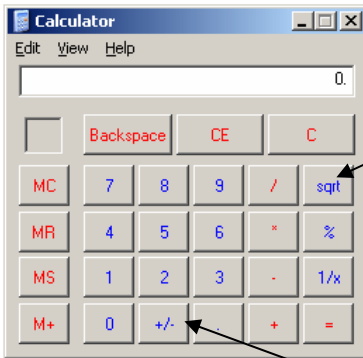 Calculator
Edit View Help
0.
Backspace CE C
MC 7 8 9 / sqrt
MR 4 5 6 * %
MS 1 2 3 - 1/x
M+ 0 +/- . + =